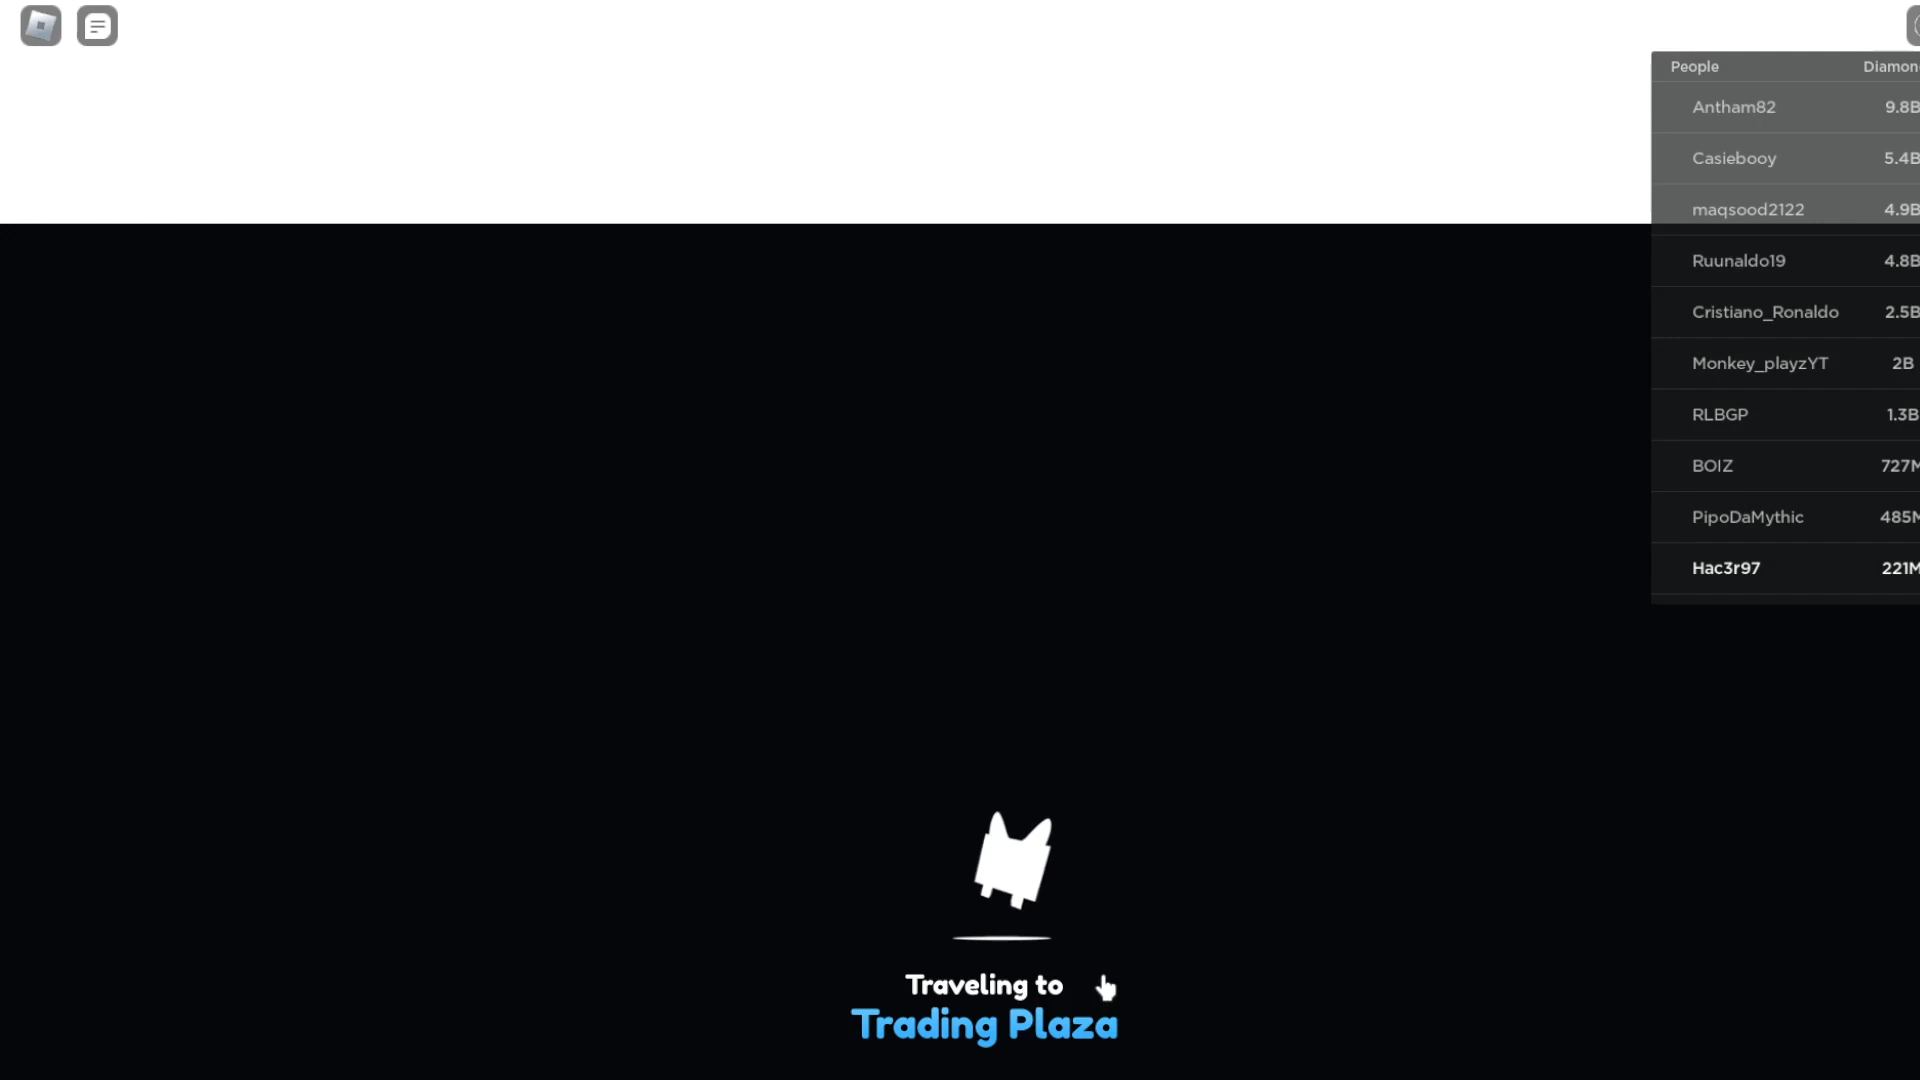 People Diamon
Antham82 9.8B
Casiebooy 5.4B
maqsood2122 4.9B
Ruunaldo19 4.8B
Cristiano_Ronaldo 2.5B
Monkey_playzYT 2B
RLBGP 1.3B
BOIZ 727M
PipoDaMythic 485M
Hac3r97 221M
Traveling to
Trading Plaza